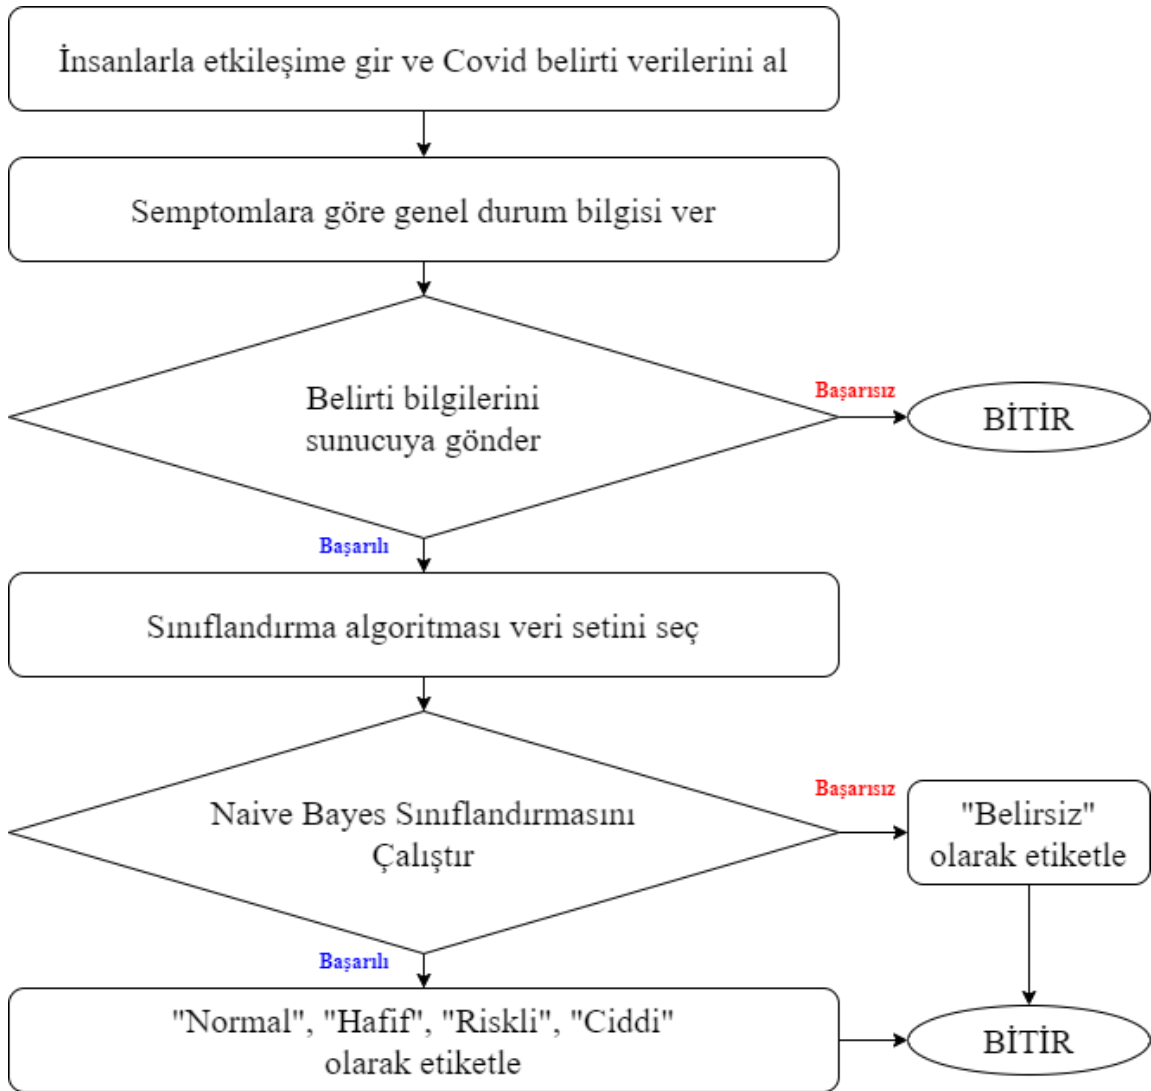 İnsanlarla etkileşime gir ve Covid belirti verilerini al
Semptomlara göre genel durum bilgisi ver
Belirti bilgilerini
sunucuya gönder
Başarısız
BİTİR
Başarılı
Sınıflandırma algoritması veri setini seç
Naive Bayes Sınıflandırmasını
Çalıştır
Başarısız
"Belirsiz"
olarak etiketle
Başarılı
"Normal", "Hafif", "Riskli", "Ciddi"
olarak etiketle
BİTİR